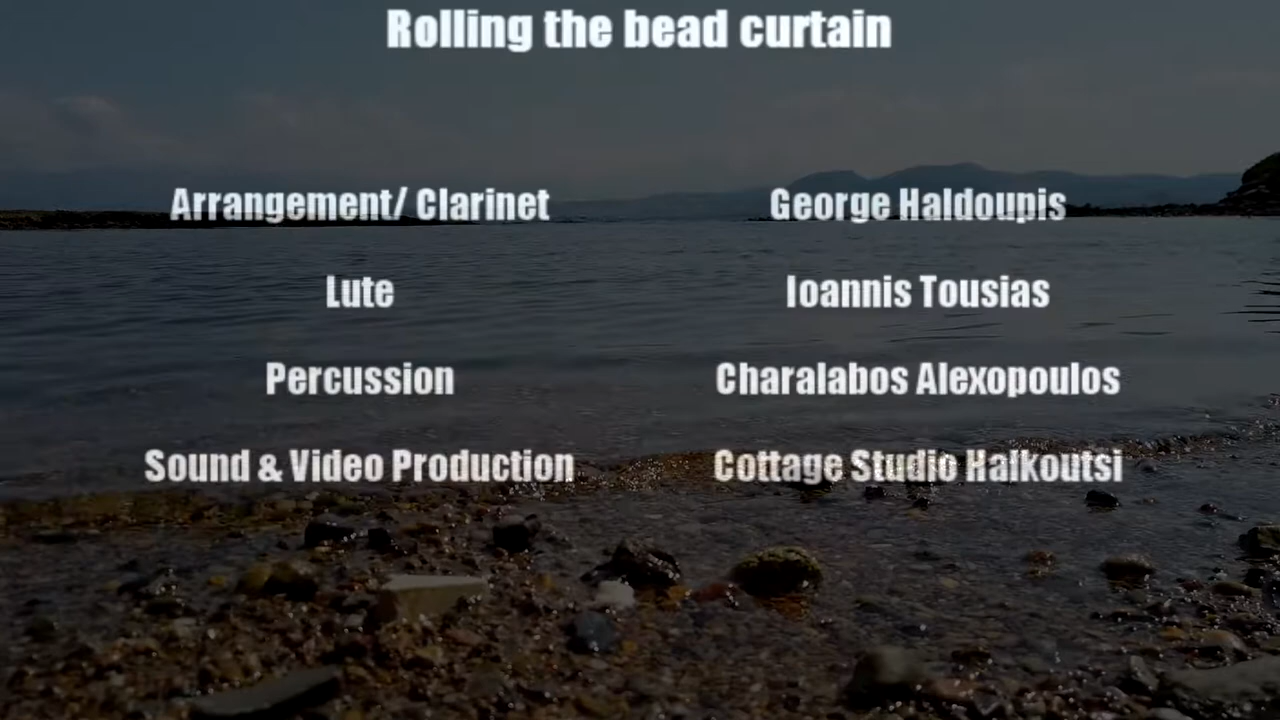 Rolling the bead curtain
Arrangement/ Clarinet George Haldoupis
Lute Ioannis Tousias
Percussion Charalabos Alexopoulos
Sound & Video Production Cottage Studio Halkoutsi